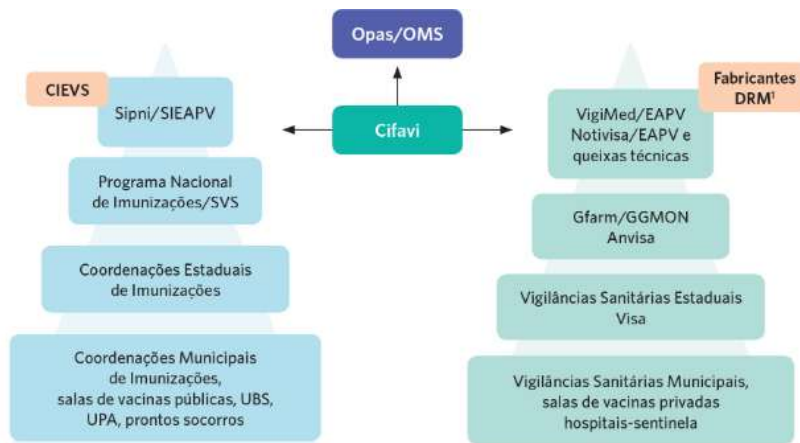 Opas/OMS
CIEVS
Sipni/SIEAPV
Cifavi
Fabricantes
DRM¹
VigiMed/EAPV
Notivisa/EAPV e
queixas técnicas
Programa Nacional
de Imunizações/SVS
Gfarm/GGMON
Anvisa
Coordenações Estaduais
de Imunizações
Vigilâncias Sanitárias Estaduais
Visa
Coordenações Municipais
de Imunizações,
salas de vacinas públicas, UBS,
UPA, prontos socorros
Vigilâncias Sanitárias Municipais,
salas de vacinas privadas
hospitais-sentinela